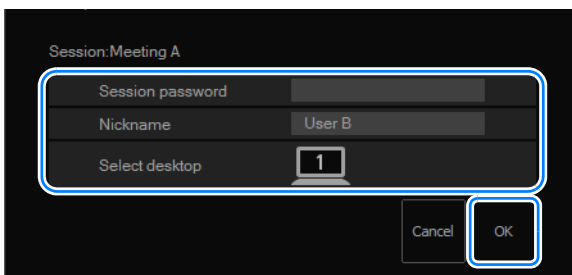 Session:Meeting A
Session password
Nickname User B
Select desktop 1
Cancel OK